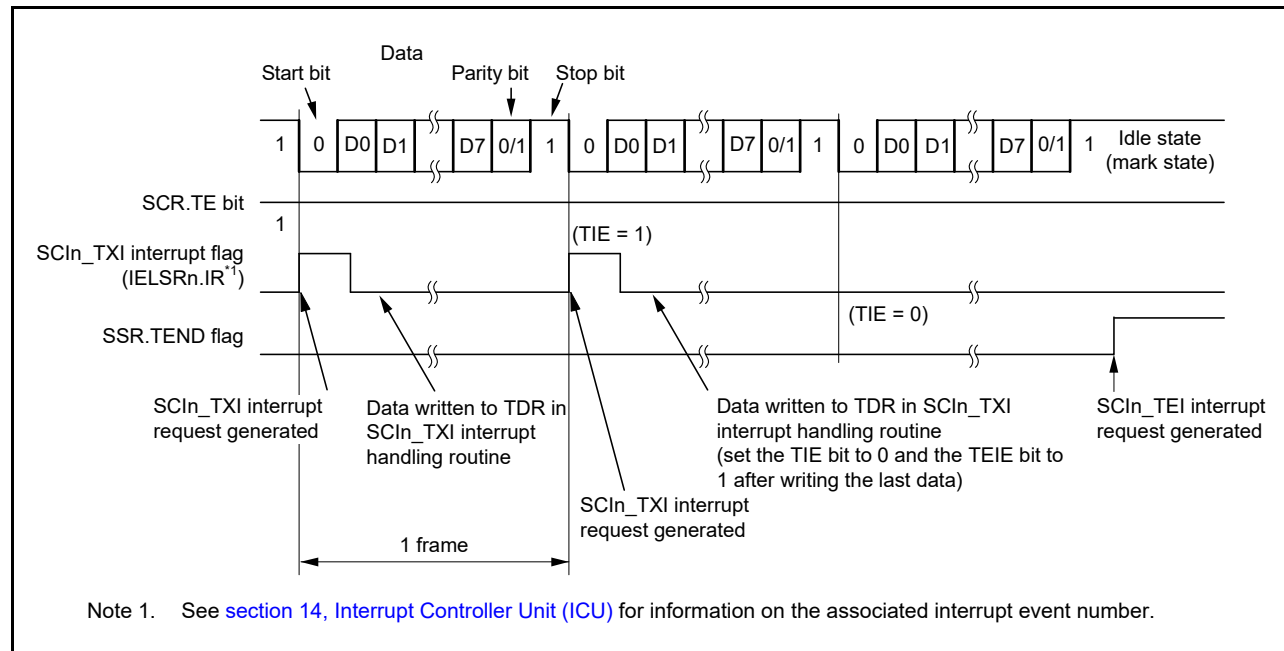 Data
Start bit
Parity bit
Stop bit
1 0 D0 D1 D7 0/1 1 0 D0 D1 D7 0/1 1 0 D0 D1 D7 0/1 1
Idle state
(mark state)
SCR.TE bit
1
(TIE = 1)
SCIn_TXI interrupt flag
(IELSRn.IR*1)
(TIE = 0)
SSR.TEND flag
SCIn_TXI interrupt
request generated
Data written to TDR in
SCIn_TXI interrupt
handling routine
Data written to TDR in SCIn_TXI
interrupt handling routine
(set the TIE bit to 0 and the TEIE bit to
1 after writing the last data)
SCIn_TEI interrupt
request generated
SCIn_TXI interrupt
request generated
1 frame
Note 1. See section 14, Interrupt Controller Unit (ICU) for information on the associated interrupt event number.